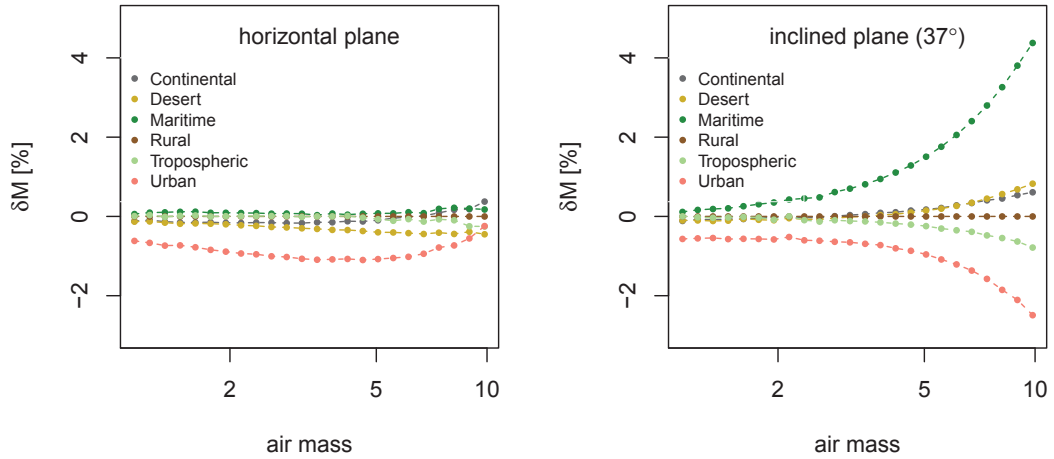 horizontal plane
δM [%]
4
2
0
−2
Continental
Desert
Maritime
Rural
Tropospheric
Urban
2
5
10
air mass
inclined plane (37°)
δM [%]
4
2
0
−2
Continental
Desert
Maritime
Rural
Tropospheric
Urban
2
5
10
air mass